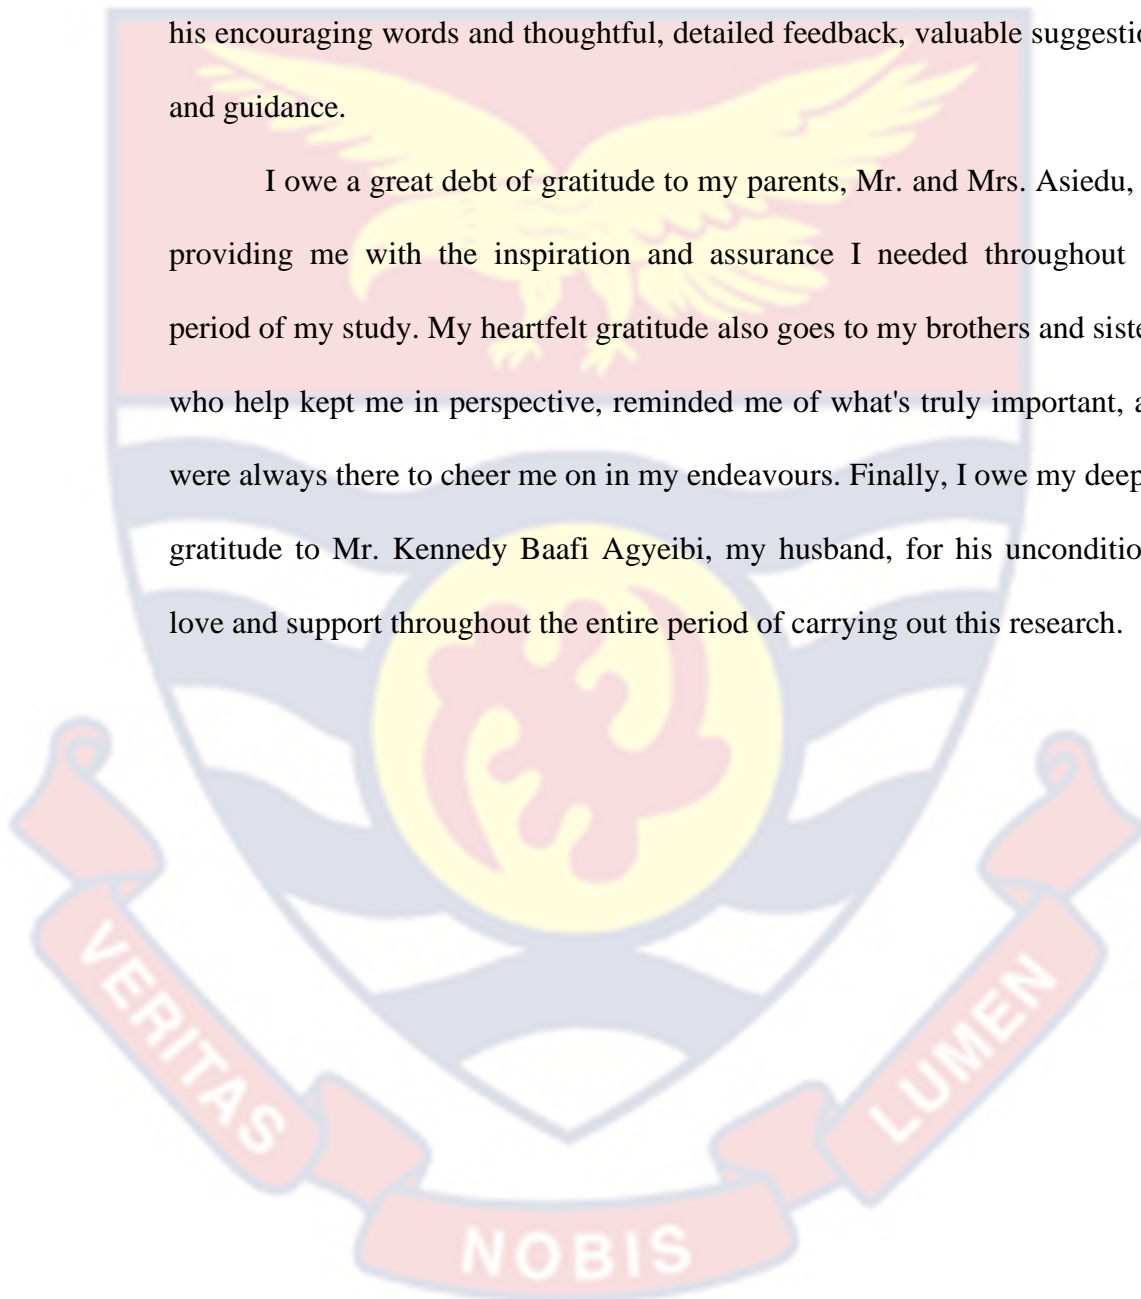 his encouraging words and thoughtful, detailed feedback, valuable suggestio
and guidance.
I owe a great debt of gratitude to my parents, Mr. and Mrs. Asiedu,
providing me with the inspiration and assurance I needed throughout
period of my study. My heartfelt gratitude also goes to my brothers and siste
who help kept me in perspective, reminded me of what's truly important, a
were always there to cheer me on in my endeavours. Finally, I owe my deep
gratitude to Mr. Kennedy Baafi Agyeibi, my husband, for his unconditio
love and support throughout the entire period of carrying out this research.
VERITAS
NOBIS
LUMEN